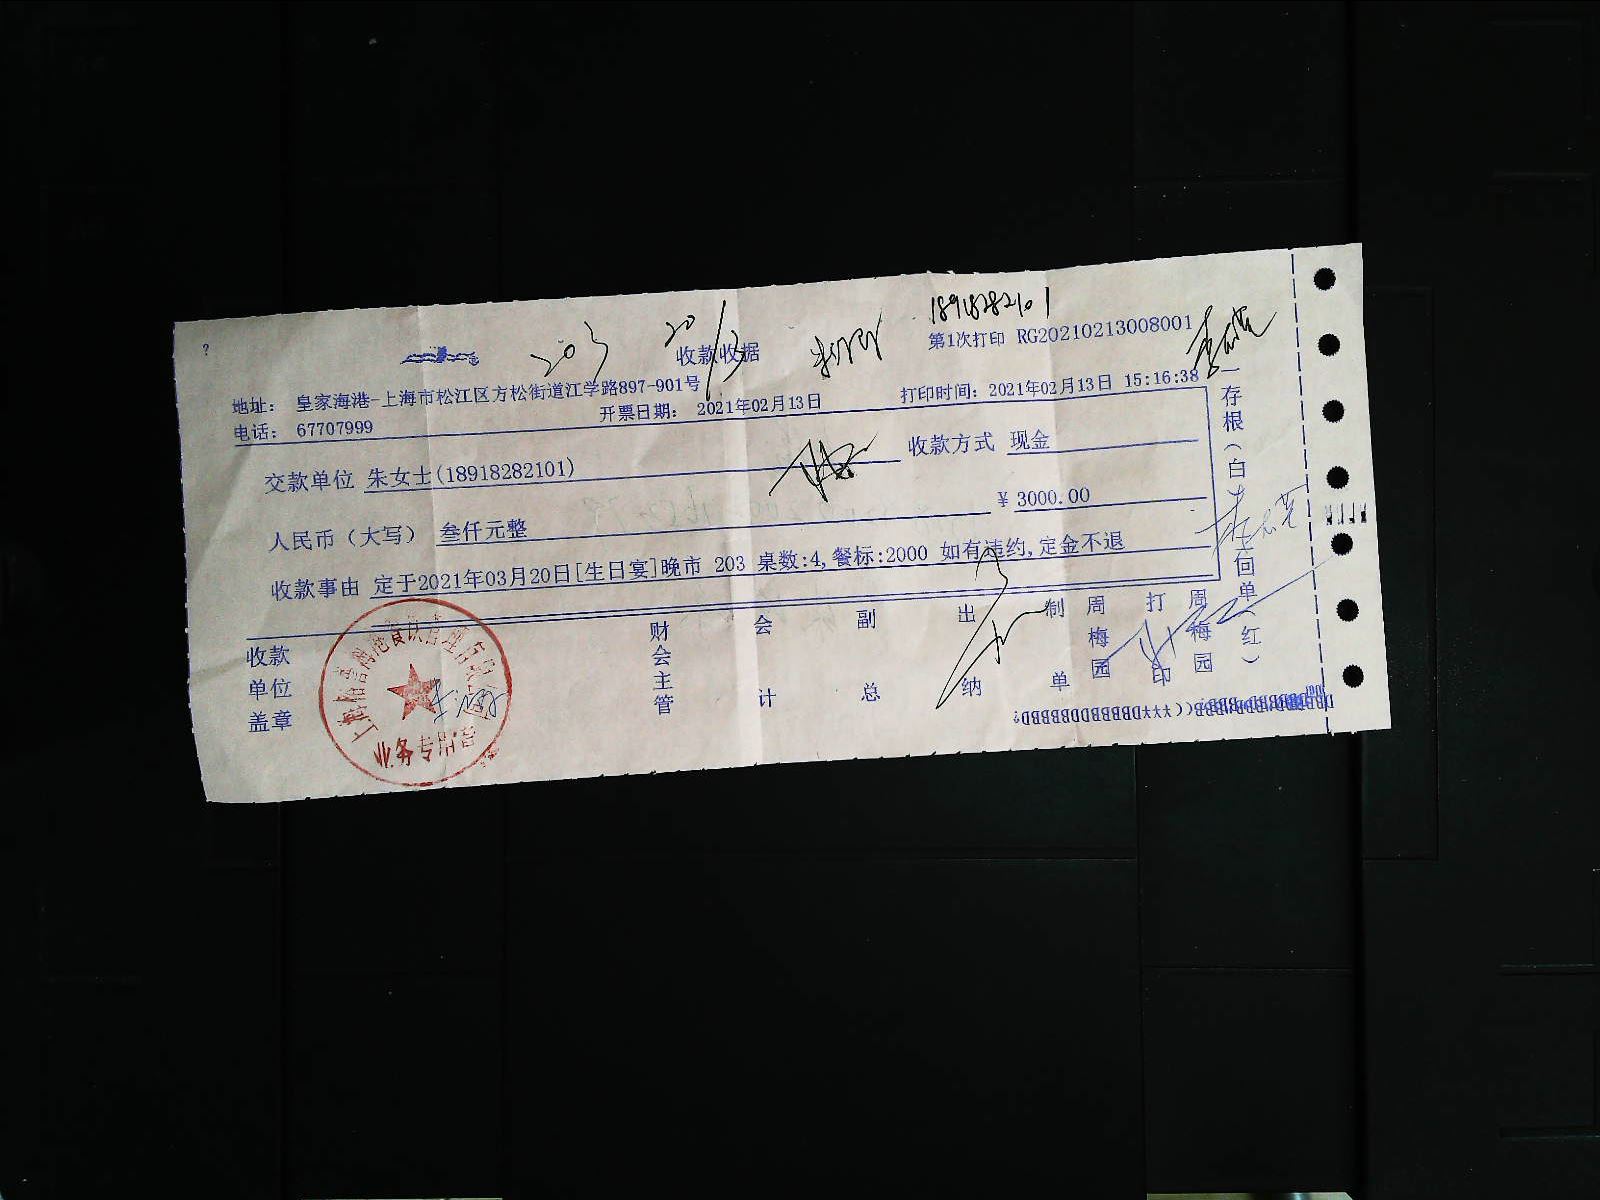 ?
203
20/3
18918282101
收款收据
第1次打印 RG20210213008001
地址： 皇家海港-上海市松江区方松街道江学路897-901号
电话： 67707999
开票日期： 2021年02月13日
打印时间: 2021年02月13日 15:16:38
交款单位 朱女士(18918282101)
收款方式 现金
人民币（大写） 叁仟元整
¥ 3000.00
收款事由 定于2021年03月20日[生日宴]晚市 203 桌数:4,餐标:2000 如有违约,定金不退
收款单位盖章
财会主管
会计
副总
出纳
制单
周梅园
打印
周梅园
一存根(白)
二回单(红)
业务专用章